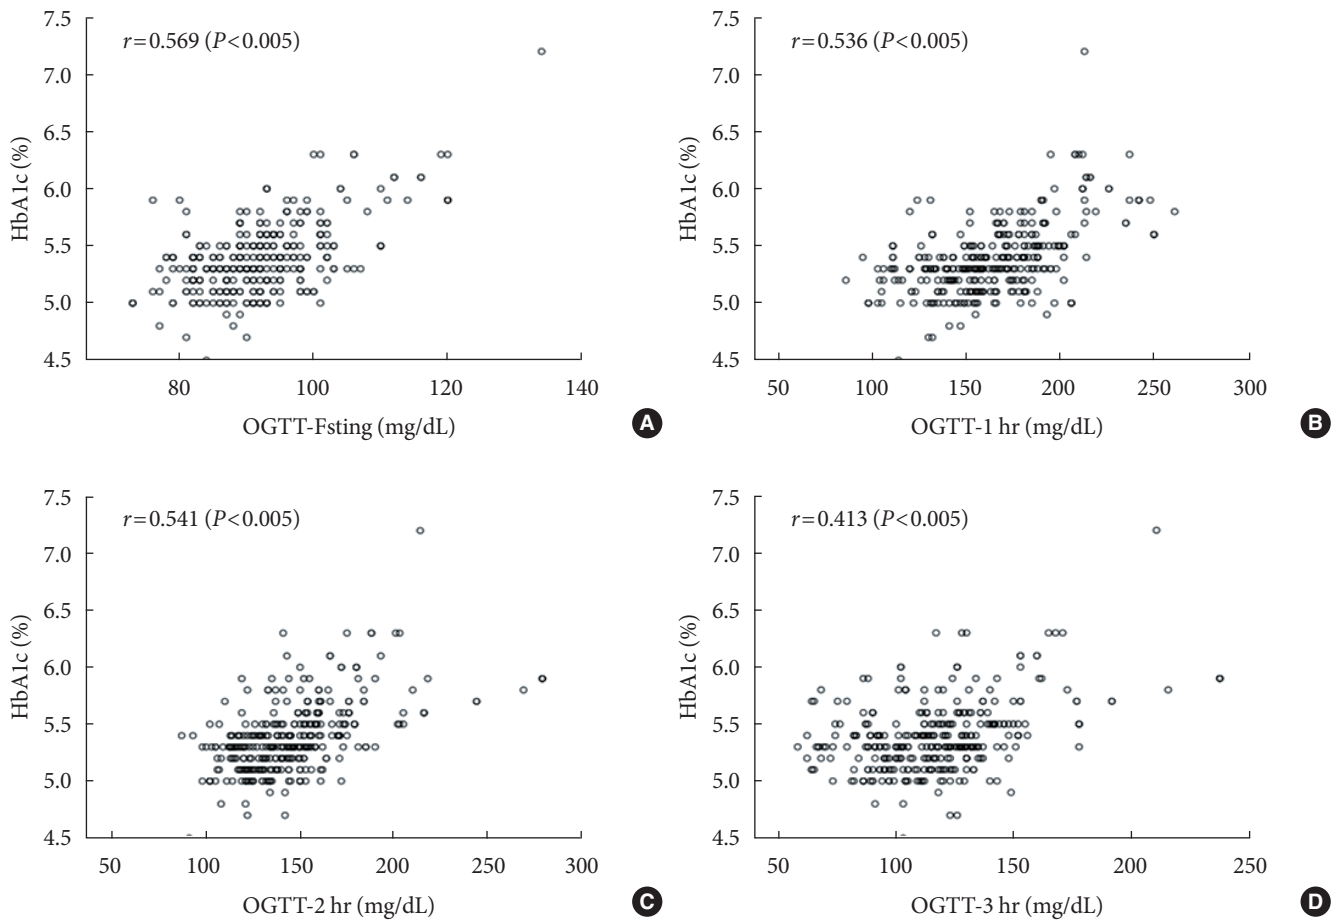 7.5
r=0.569 (P<0.005)
7.0
6.5
HbA1c (%)
6.0
5.5
5.0
4.5
80 100 120 140
OGTT-Fsting (mg/dL)
A
7.5
r=0.536 (P<0.005)
7.0
6.5
HbA1c (%)
6.0
5.5
5.0
4.5
50 100 150 200 250 300
OGTT-1 hr (mg/dL)
B
7.5
r=0.541 (P<0.005)
7.0
6.5
HbA1c (%)
6.0
5.5
5.0
4.5
50 100 150 200 250 300
OGTT-2 hr (mg/dL)
C
7.5
r=0.413 (P<0.005)
7.0
6.5
HbA1c (%)
6.0
5.5
5.0
4.5
50 100 150 200 250
OGTT-3 hr (mg/dL)
D